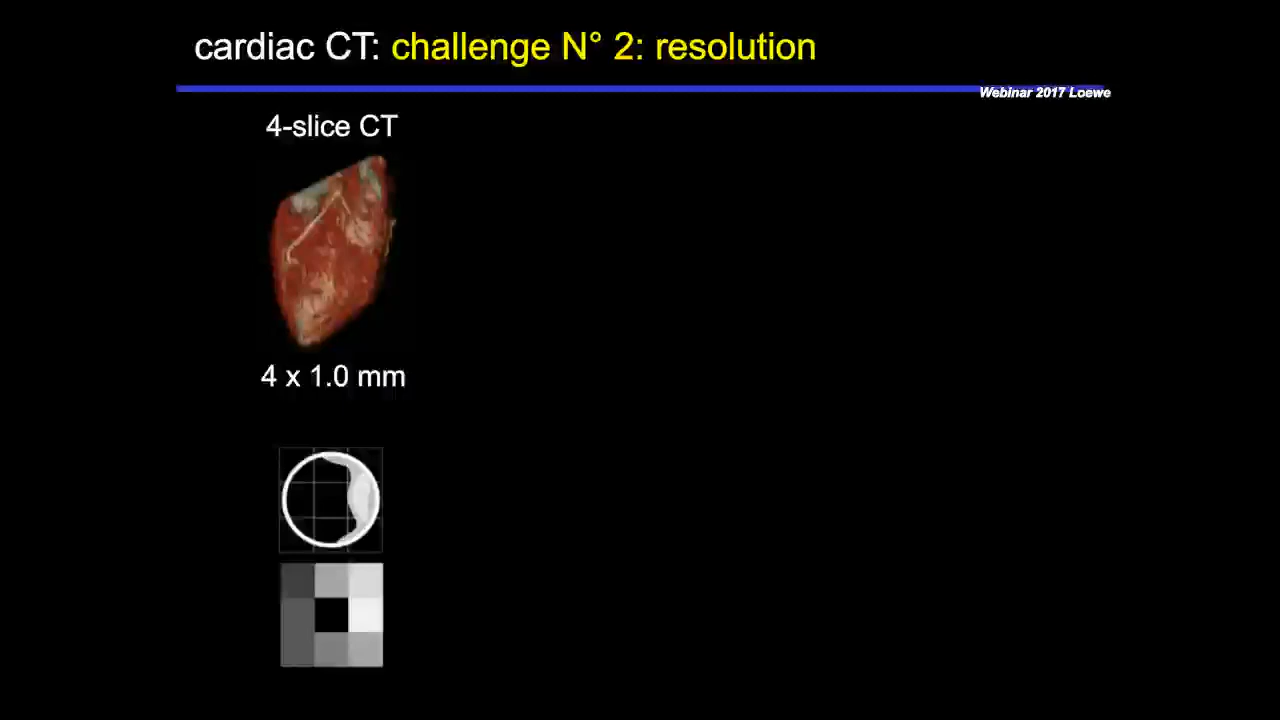 cardiac CT: challenge N° 2: resolution
Webinar 2017 Loewe
4-slice CT
4 x 1.0 mm